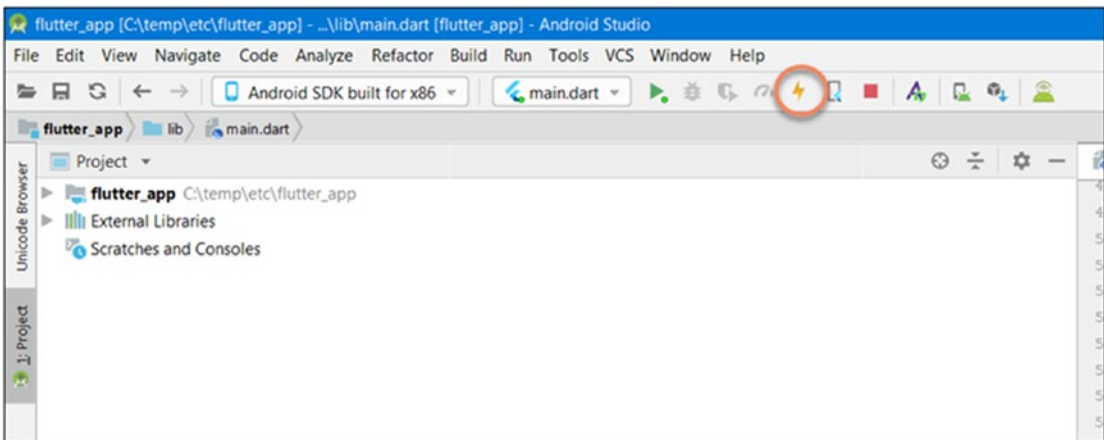 flutter_app [C:\temp\etc\flutter_app] - ...\lib\main.dart [flutter_app] - Android Studio
File Edit View Navigate Code Analyze Refactor Build Run Tools VCS Window Help
Android SDK built for x86 main.dart
flutter_app lib main.dart
Project
flutter_app C:\temp\etc\flutter_app
External Libraries
Scratches and Consoles
Unicode Browser
1: Project